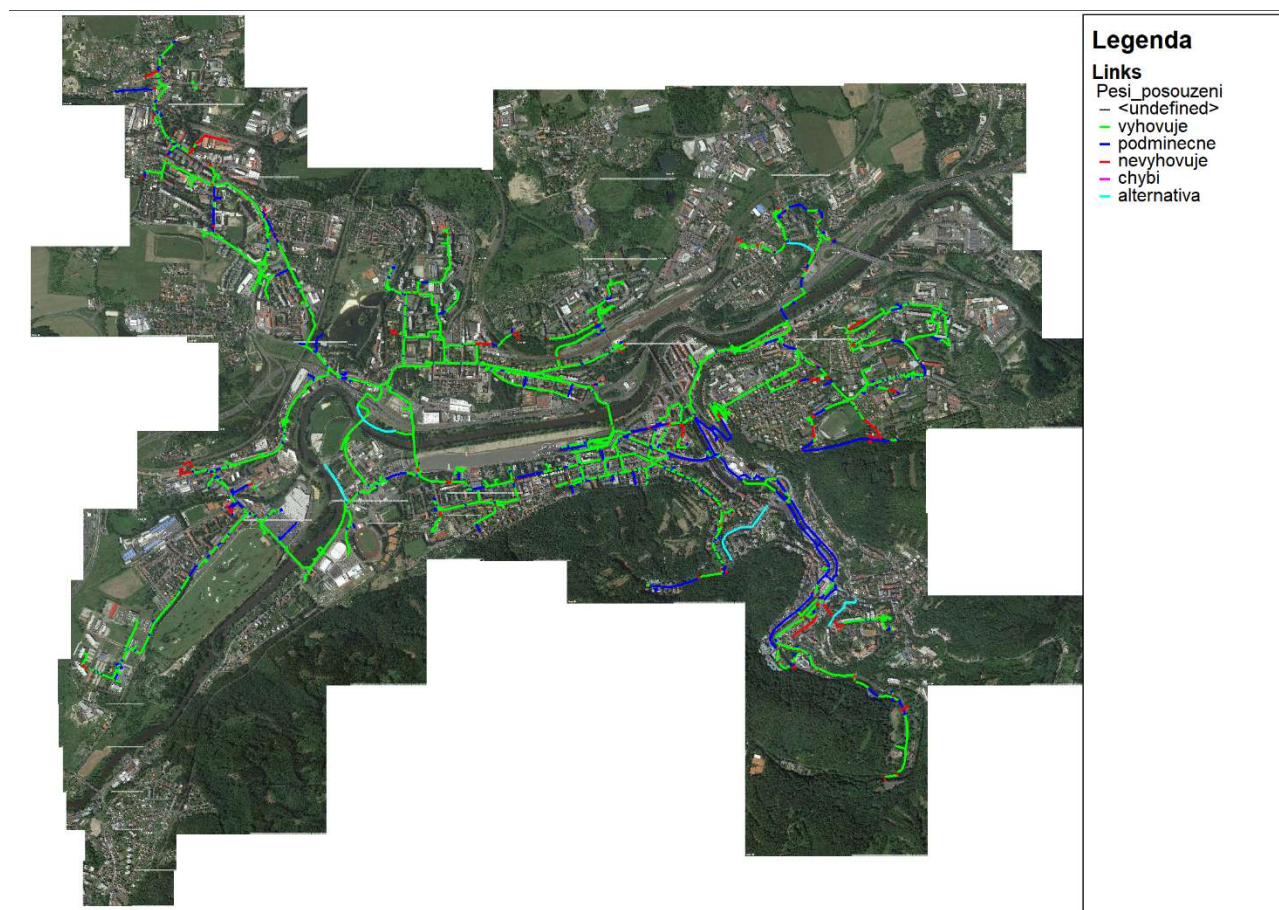 Legenda
Links
Pesi_posouzeni
<undefined>
vyhovuje
podminecne
nevyhovuje
chybi
alternativa